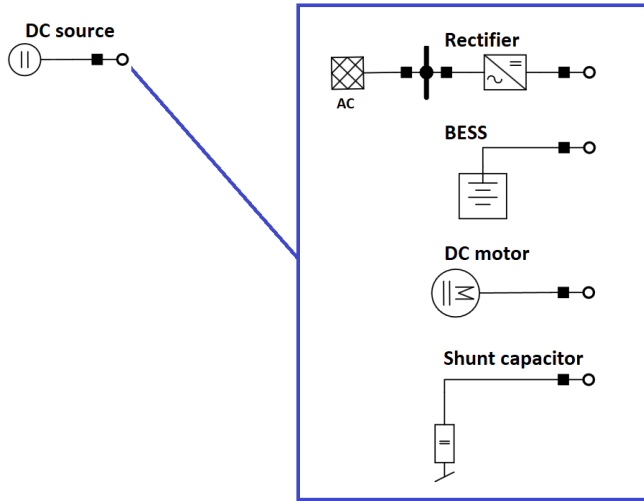 DC source
Rectifier
AC
BESS
DC motor
Shunt capacitor